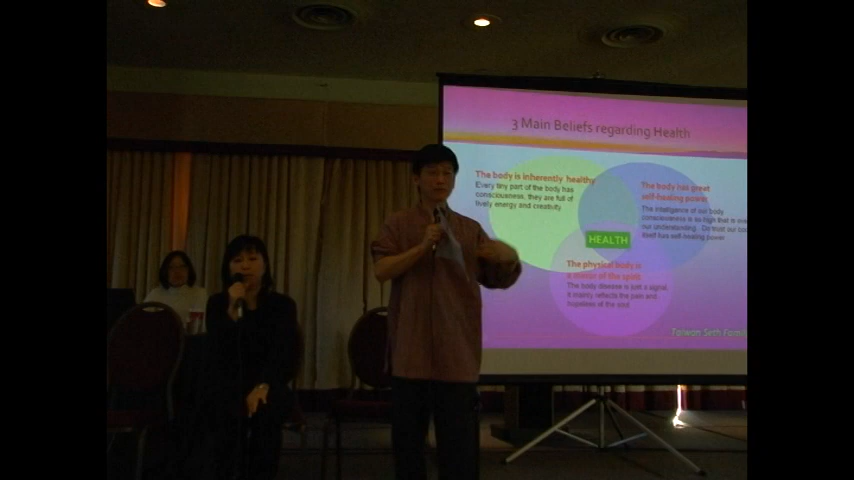 3 Main Beliefs regarding Health
The body is inherently healthy
Every tiny part of the body has
consciousness, they are full of
lively energy and creativity.
The body has great
self-healing power
The intelligence of our body
consciousness is so high that is
our understanding. Do trust our
itself has self-healing power
HEALTH
The physical body is
a mirror of the spirit
The body disease is just a signal,
it mainly reflects the pain and
of the soul
Taiwan Seth